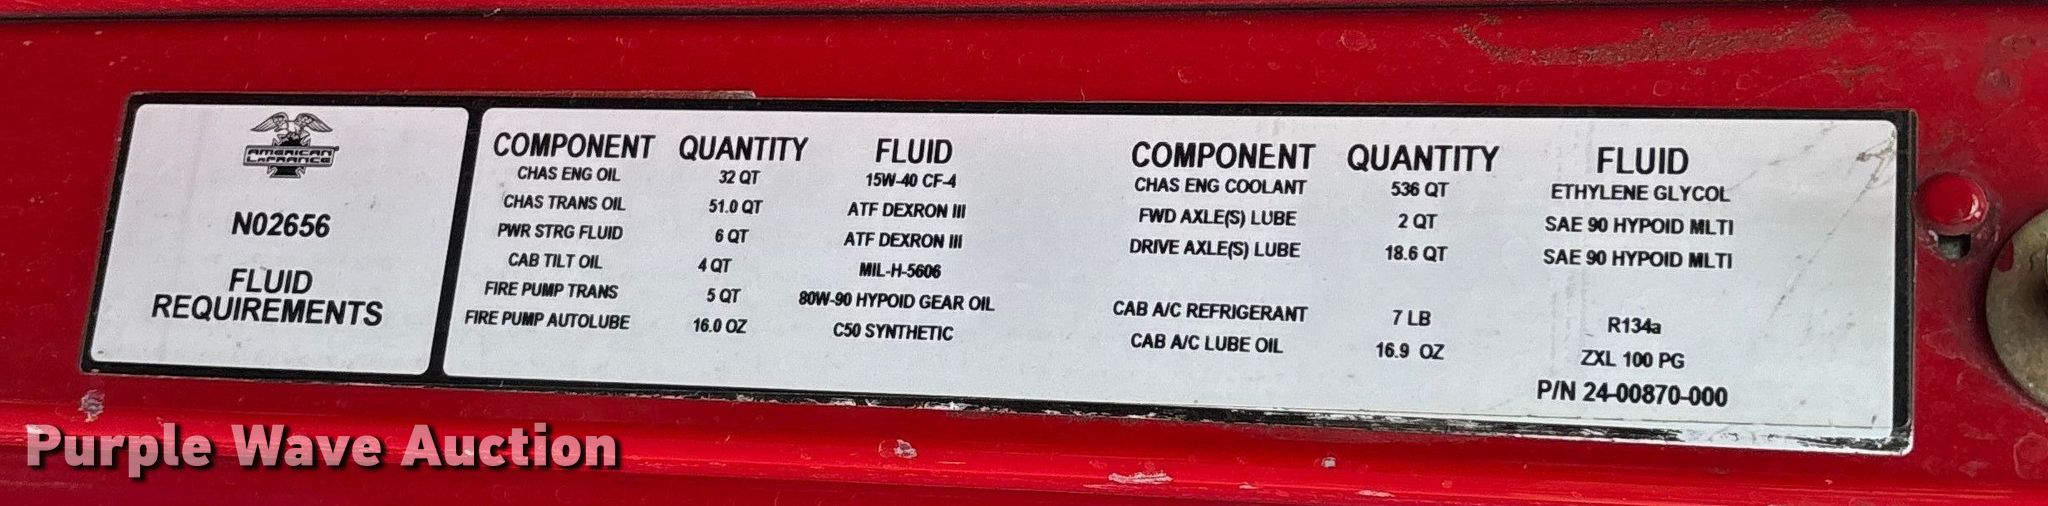 AMERICAN
LaFRANCE
N02656
FLUID
REQUIREMENTS
COMPONENT QUANTITY FLUID
CHAS ENG OIL 32 QT 15W-40 CF-4
CHAS TRANS OIL 51.0 QT ATF DEXRON III
PWR STRG FLUID 6 QT ATF DEXRON III
CAB TILT OIL 4 QT MIL-H-5606
FIRE PUMP TRANS 5 QT 80W-90 HYPOID GEAR OIL
FIRE PUMP AUTOLUBE 16.0 OZ C50 SYNTHETIC
COMPONENT QUANTITY FLUID
CHAS ENG COOLANT 536 QT ETHYLENE GLYCOL
FWD AXLE(S) LUBE 2 QT SAE 90 HYPOID MLTI
DRIVE AXLE(S) LUBE 18.6 QT SAE 90 HYPOID MLTI
CAB A/C REFRIGERANT 7 LB R134a
CAB A/C LUBE OIL 16.9 OZ ZXL 100 PG
P/N 24-00870-000
Purple Wave Auction